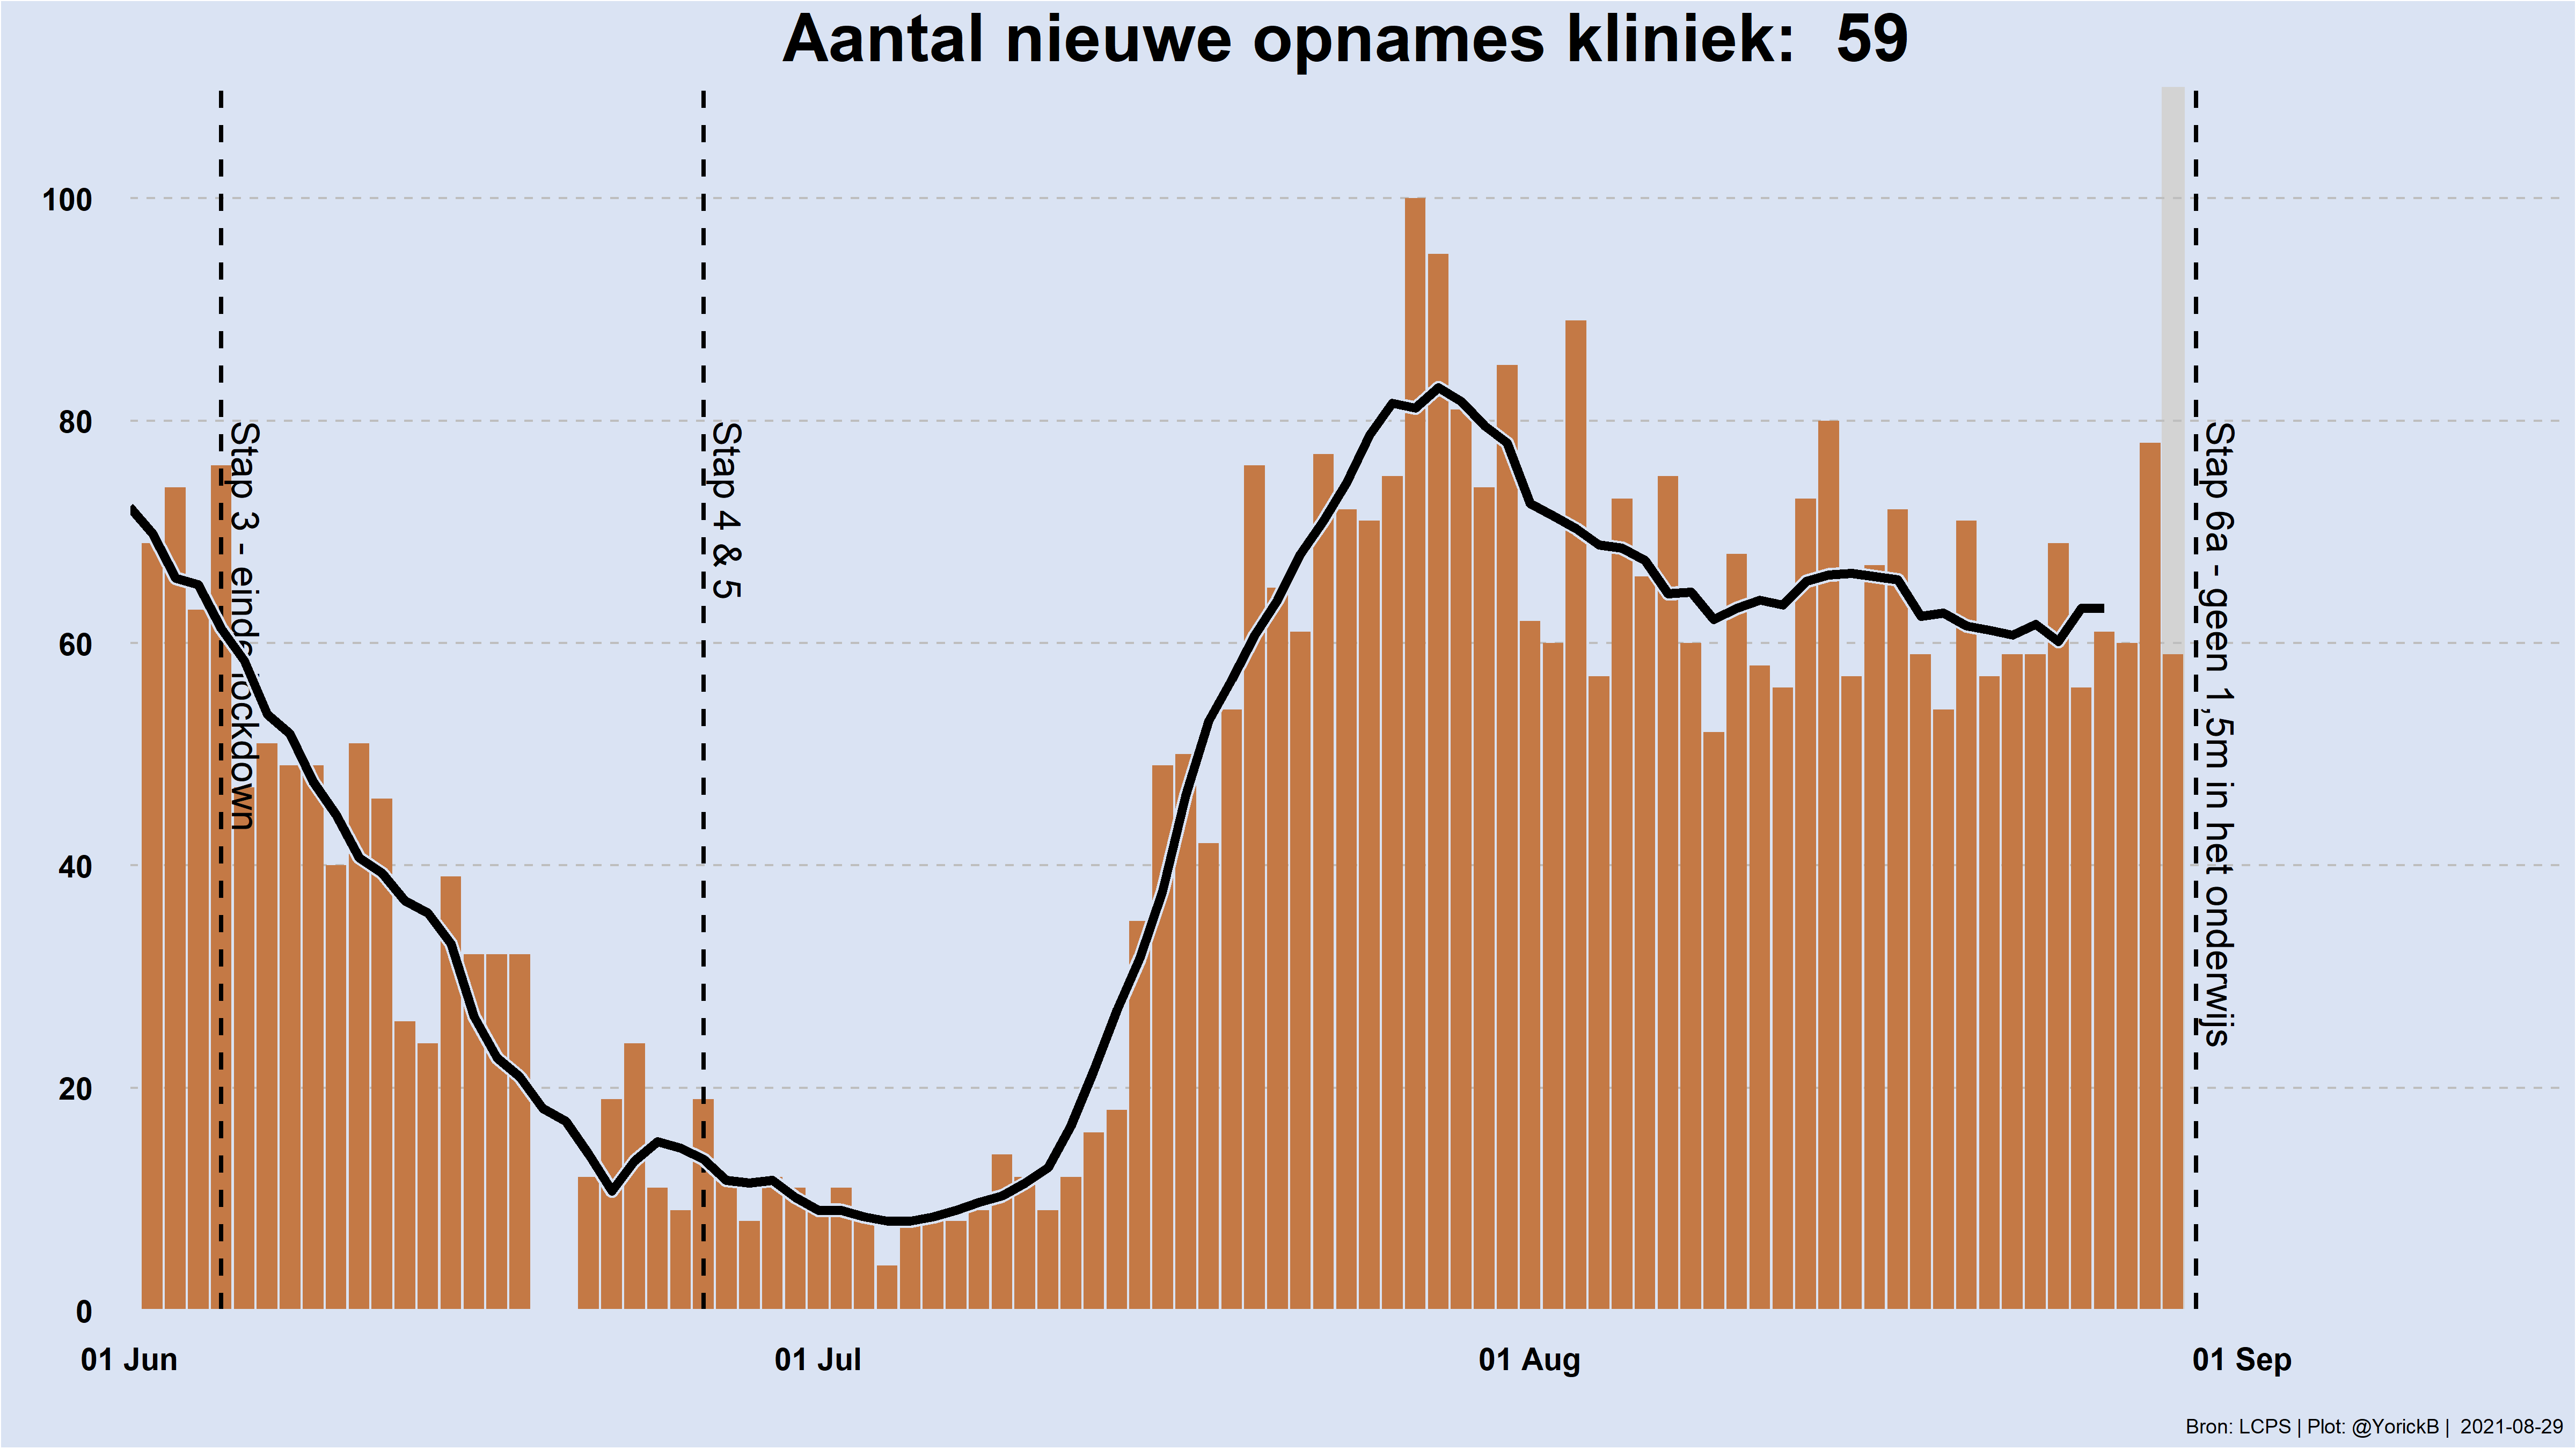 Aantal nieuwe opnames kliniek:  59
100
80
60
40
20
0
Stap 3 - einde lockdown
Stap 4 & 5
Stap 6a - geen 1,5m in het onderwijs
01 Jun
01 Jul
01 Aug
01 Sep
Bron: LCPS | Plot: @YorickB |  2021-08-29